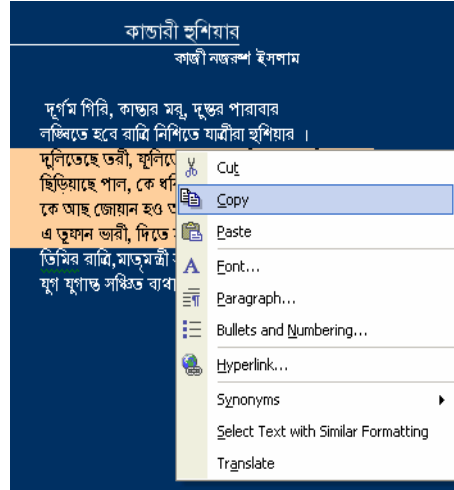 কান্ডারী হুশিয়ার
কাজী নজরুল ইসলাম
দূর্গম গিরি, কান্তার মরু, দূস্তর পারাবার
লঙ্ঘিতে হবে রাত্রি নিশিতে যাত্রীরা হুশিয়ার ।
দুলিতেছে তরী,
ছিড়িয়াছে পাল, কে
কে আছ জোয়ান হও
এ তুফান ভারী, দিতে
তিমির রাত্রি,মাতৃমন্ত্রী
যুগ যুগান্ত সঞ্চিত ব্যথা
Cut
Copy
Paste
Font...
Paragraph...
Bullets and Numbering...
Hyperlink...
Synonyms
Select Text with Similar Formatting
Translate